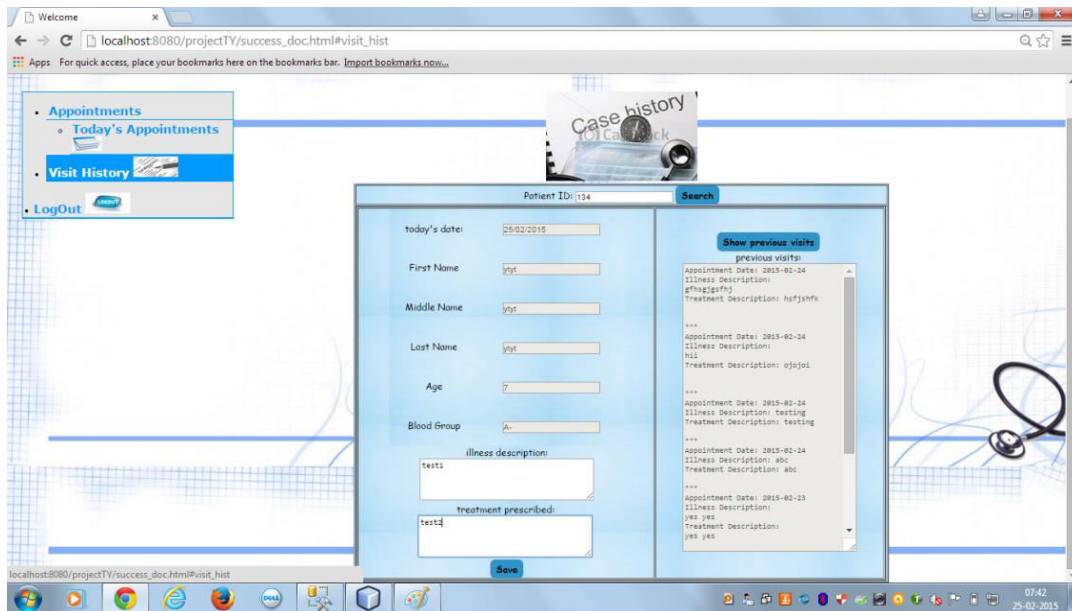 Welcome
localhost:8080/projectTY/success_doc.html#visit_hist
Apps For quick access, place your bookmarks here on the bookmarks bar. Import bookmarks now...
Appointments
Today's Appointments
Visit History
LogOut
LOGOUT
Case history
Patient ID: 134 Search
today's date: 25/02/2015
First Name ytyt
Middle Name ytyt
Last Name ytyt
Age 7
Blood Group A-
illness description:
test1
treatment prescribed:
test2
Save
Show previous visits
previous visits:
Appointment Date: 2015-02-24
Illness Description:
gfhsgjgsfhj
Treatment Description: hsfjshfk
***
Appointment Date: 2015-02-24
Illness Description:
hii
Treatment Description: ojojoi
***
Appointment Date: 2015-02-24
Illness Description: testing
Treatment Description: testing
***
Appointment Date: 2015-02-24
Illness Description: abc
Treatment Description: abc
***
Appointment Date: 2015-02-23
Illness Description:
yes yes
Treatment Description:
yes yes
localhost:8080/projectTY/success_doc.html#visit_hist
DELL
07:42
25-02-2015